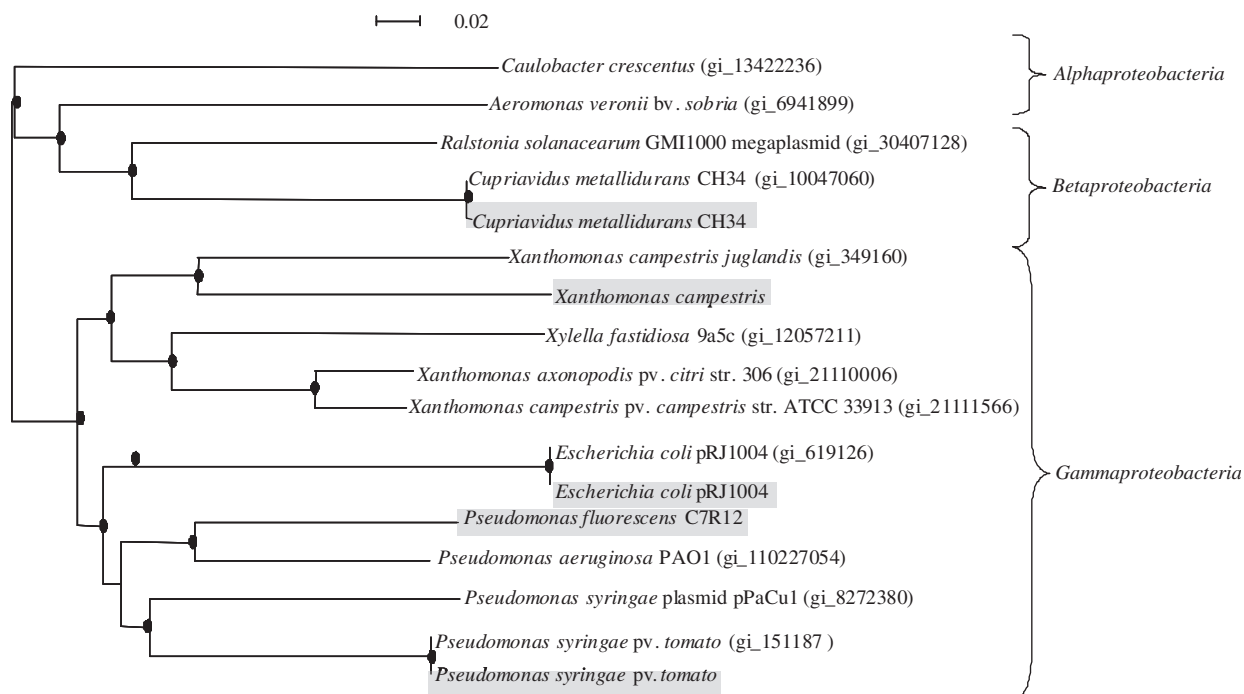 0.02
Caulobacter crescentus (gi_13422236)
Alphaproteobacteria
Aeromonas veronii bv. sobria (gi_6941899)
Ralstonia solanacearum GMI1000 megaplasmid (gi_30407128)
Cupriavidus metallidurans CH34 (gi_10047060)
Betaproteobacteria
Cupriavidus metallidurans CH34
Xanthomonas campestris juglandis (gi_349160)
Xanthomonas campestris
Xylella fastidiosa 9a5c (gi_12057211)
Xanthomonas axonopodis pv. citri str. 306 (gi_21110006)
Xanthomonas campestris pv. campestris str. ATCC 33913 (gi_21111566)
Escherichia coli pRJ1004 (gi_619126)
Gammaproteobacteria
Escherichia coli pRJ1004
Pseudomonas fluorescens C7R12
Pseudomonas aeruginosa PAO1 (gi_110227054)
Pseudomonas syringae plasmid pPaCu1 (gi_8272380)
Pseudomonas syringae pv. tomato (gi_151187 )
Pseudomonas syringae pv. tomato